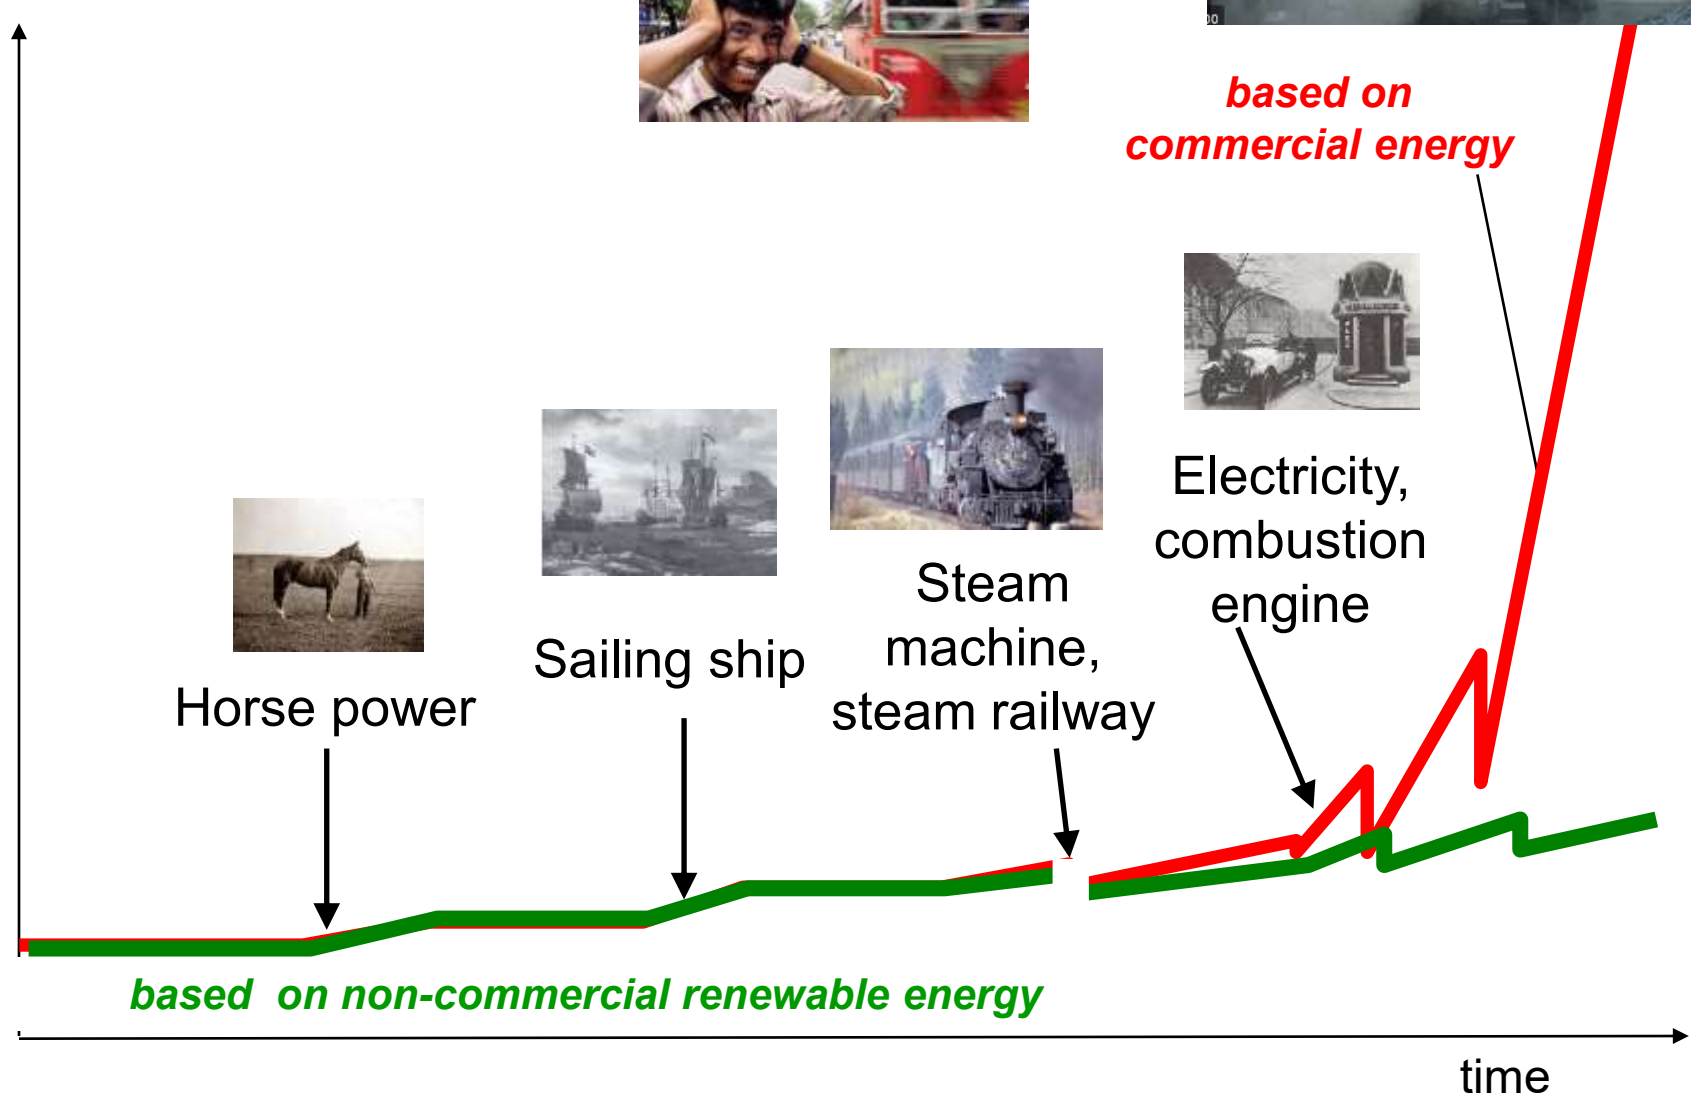 00
based on
commercial energy
Electricity,
combustion
engine
Steam
machine,
steam railway
Sailing ship
Horse power
based on non-commercial renewable energy
time